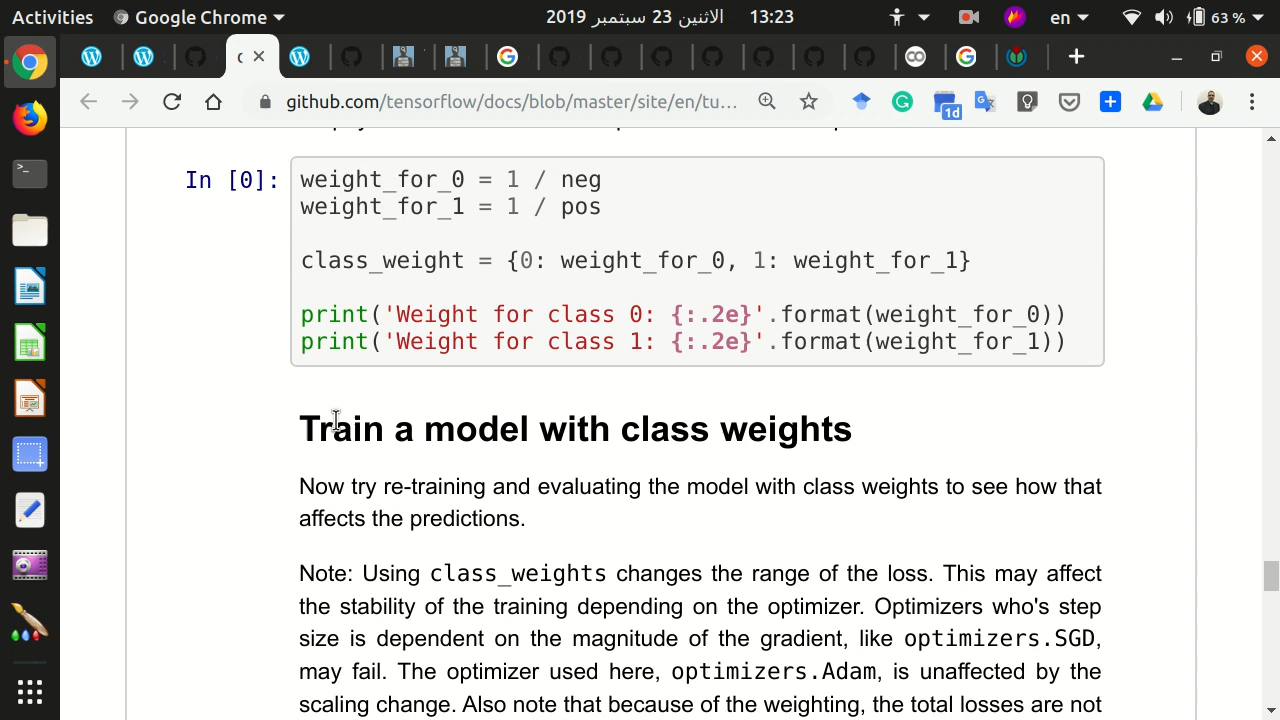 Activities Google Chrome الاثنين 23 سبتمبر 2019 13:23 en 63 %
github.com/tensorflow/docs/blob/master/site/en/tu...
1d
In [0]:
weight_for_0 = 1 / neg
weight_for_1 = 1 / pos
class_weight = {0: weight_for_0, 1: weight_for_1}
print('Weight for class 0: {:.2e}'.format(weight_for_0))
print('Weight for class 1: {:.2e}'.format(weight_for_1))
Train a model with class weights
Now try re-training and evaluating the model with class weights to see how that
affects the predictions.
Note: Using class_weights changes the range of the loss. This may affect
the stability of the training depending on the optimizer. Optimizers who's step
size is dependent on the magnitude of the gradient, like optimizers.SGD,
may fail. The optimizer used here, optimizers.Adam, is unaffected by the
scaling change. Also note that because of the weighting, the total losses are not